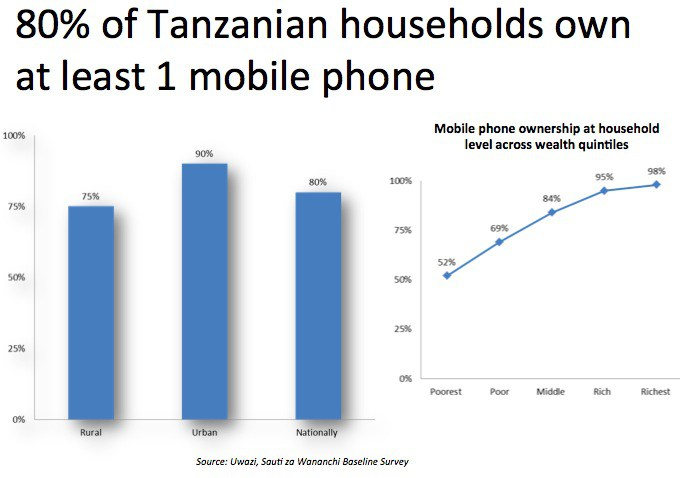 80% of Tanzanian households own
at least 1 mobile phone
100%
75%
50%
25%
0%
75%
90%
80%
Rural
Urban
Nationally
Mobile phone ownership at household
level across wealth quintiles
100%
75%
50%
25%
0%
52%
69%
84%
95%
98%
Poorest
Poor
Middle
Rich
Richest
Source: Uwazi, Sauti za Wananchi Baseline Survey